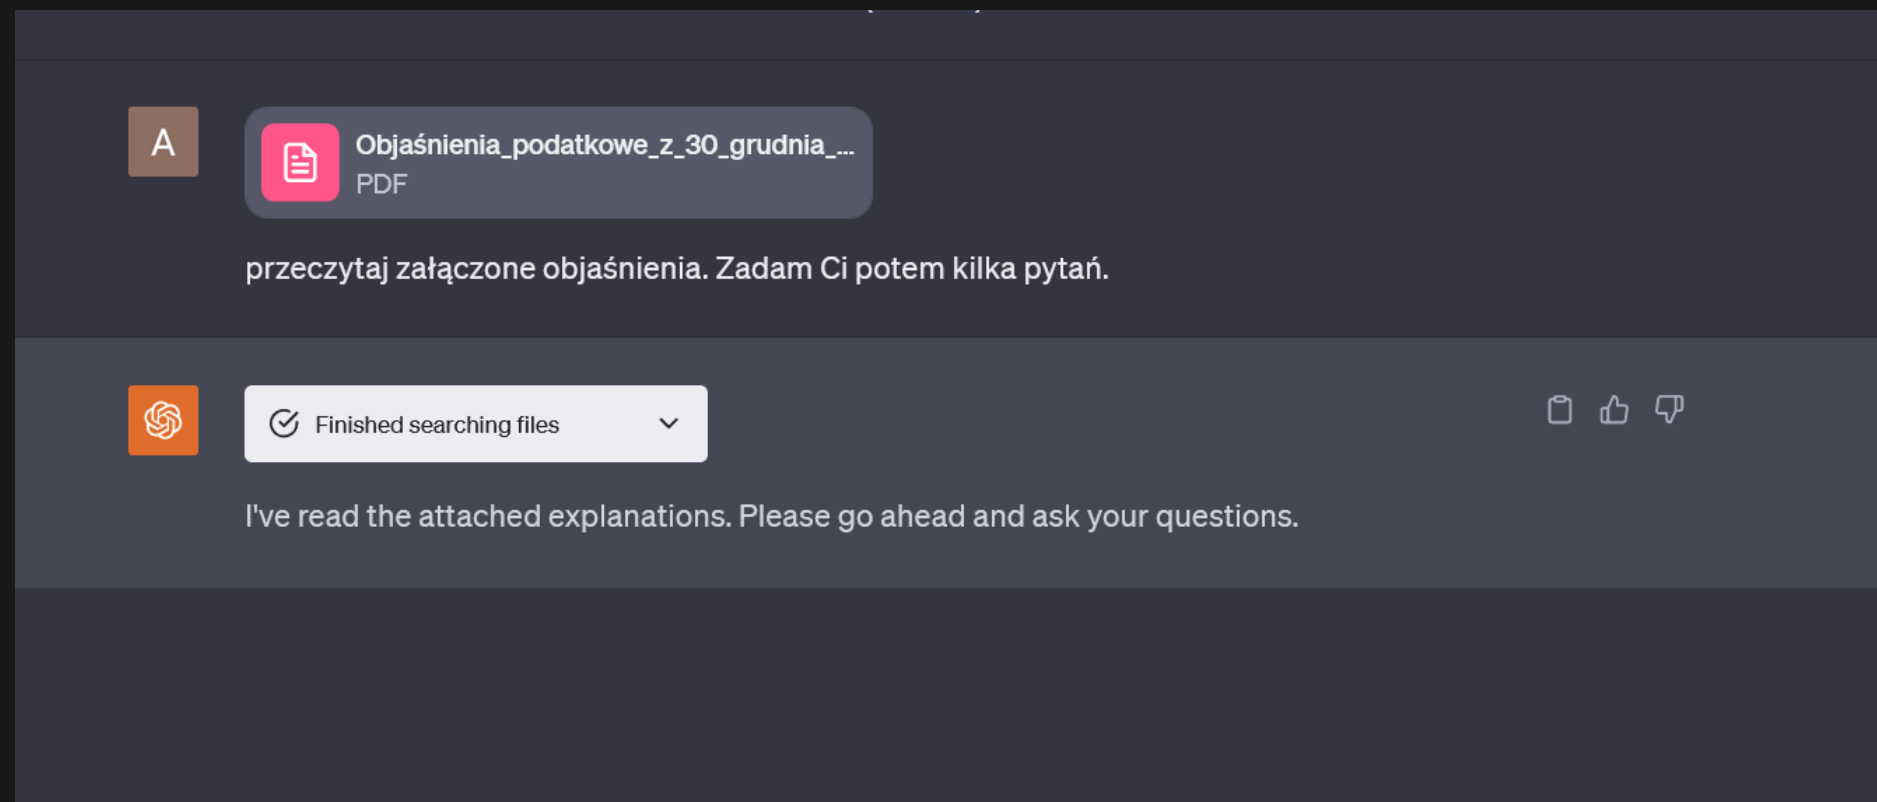 A
Objaśnienia_podatkowe_z_30_grudnia_...
PDF
przeczytaj załączone objaśnienia. Zadam Ci potem kilka pytań.
Finished searching files
I've read the attached explanations. Please go ahead and ask your questions.